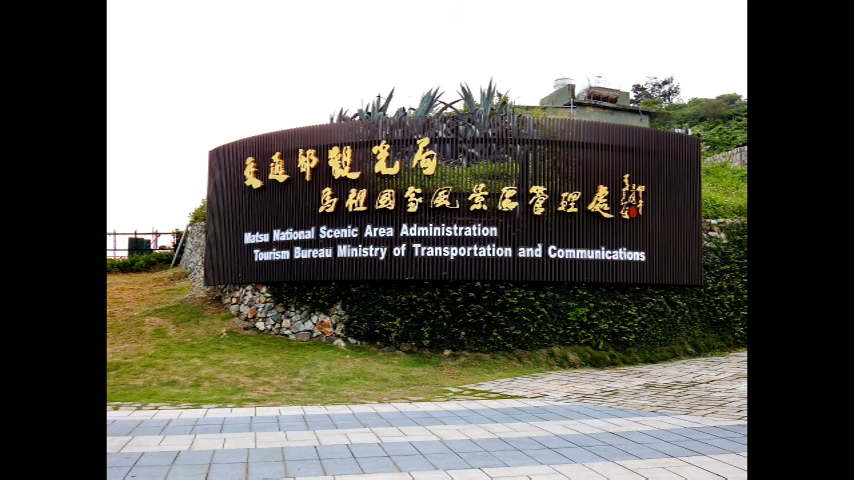 交通部觀光局
馬祖國家風景區管理處
Matsu National Scenic Area Administration
Tourism Bureau Ministry of Transportation and Communications